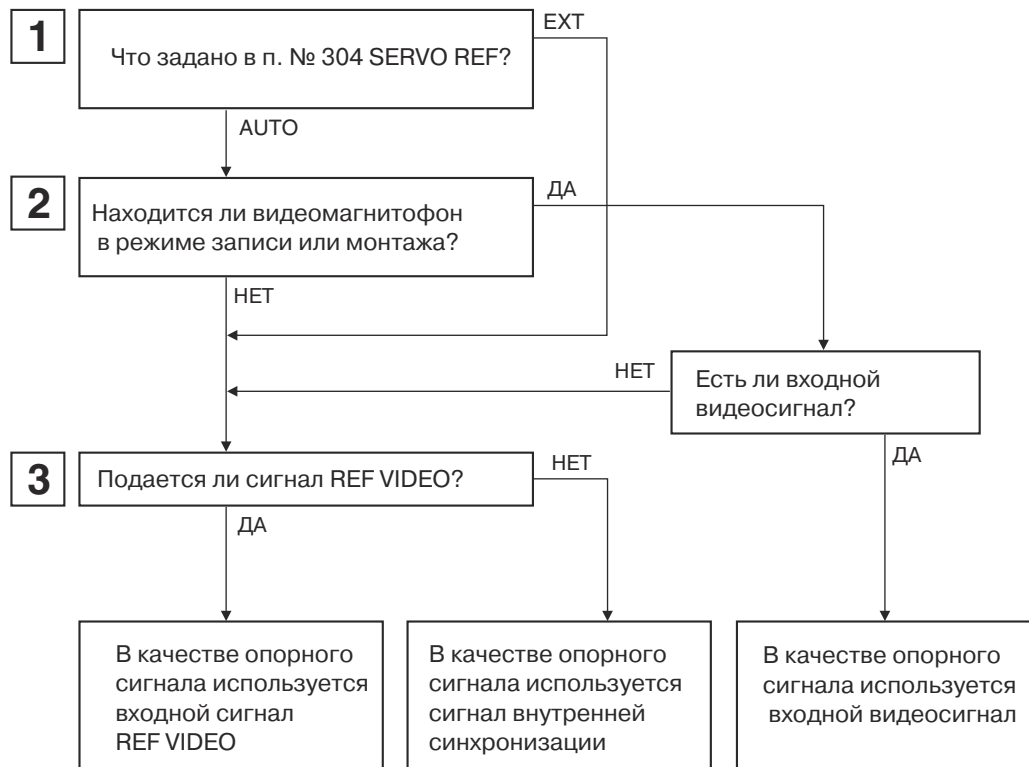 1
Что задано в п. № 304 SERVO REF?
EXT
AUTO
2
Находится ли видеомагнитофон
в режиме записи или монтажа?
ДА
НЕТ
НЕТ
Есть ли входной
видеосигнал?
ДА
3
Подается ли сигнал REF VIDEO?
НЕТ
ДА
В качестве опорного
сигнала используется
входной сигнал
REF VIDEO
В качестве опорного
сигнала используется
сигнал внутренней
синхронизации
В качестве опорного
сигнала используется
входной видеосигнал